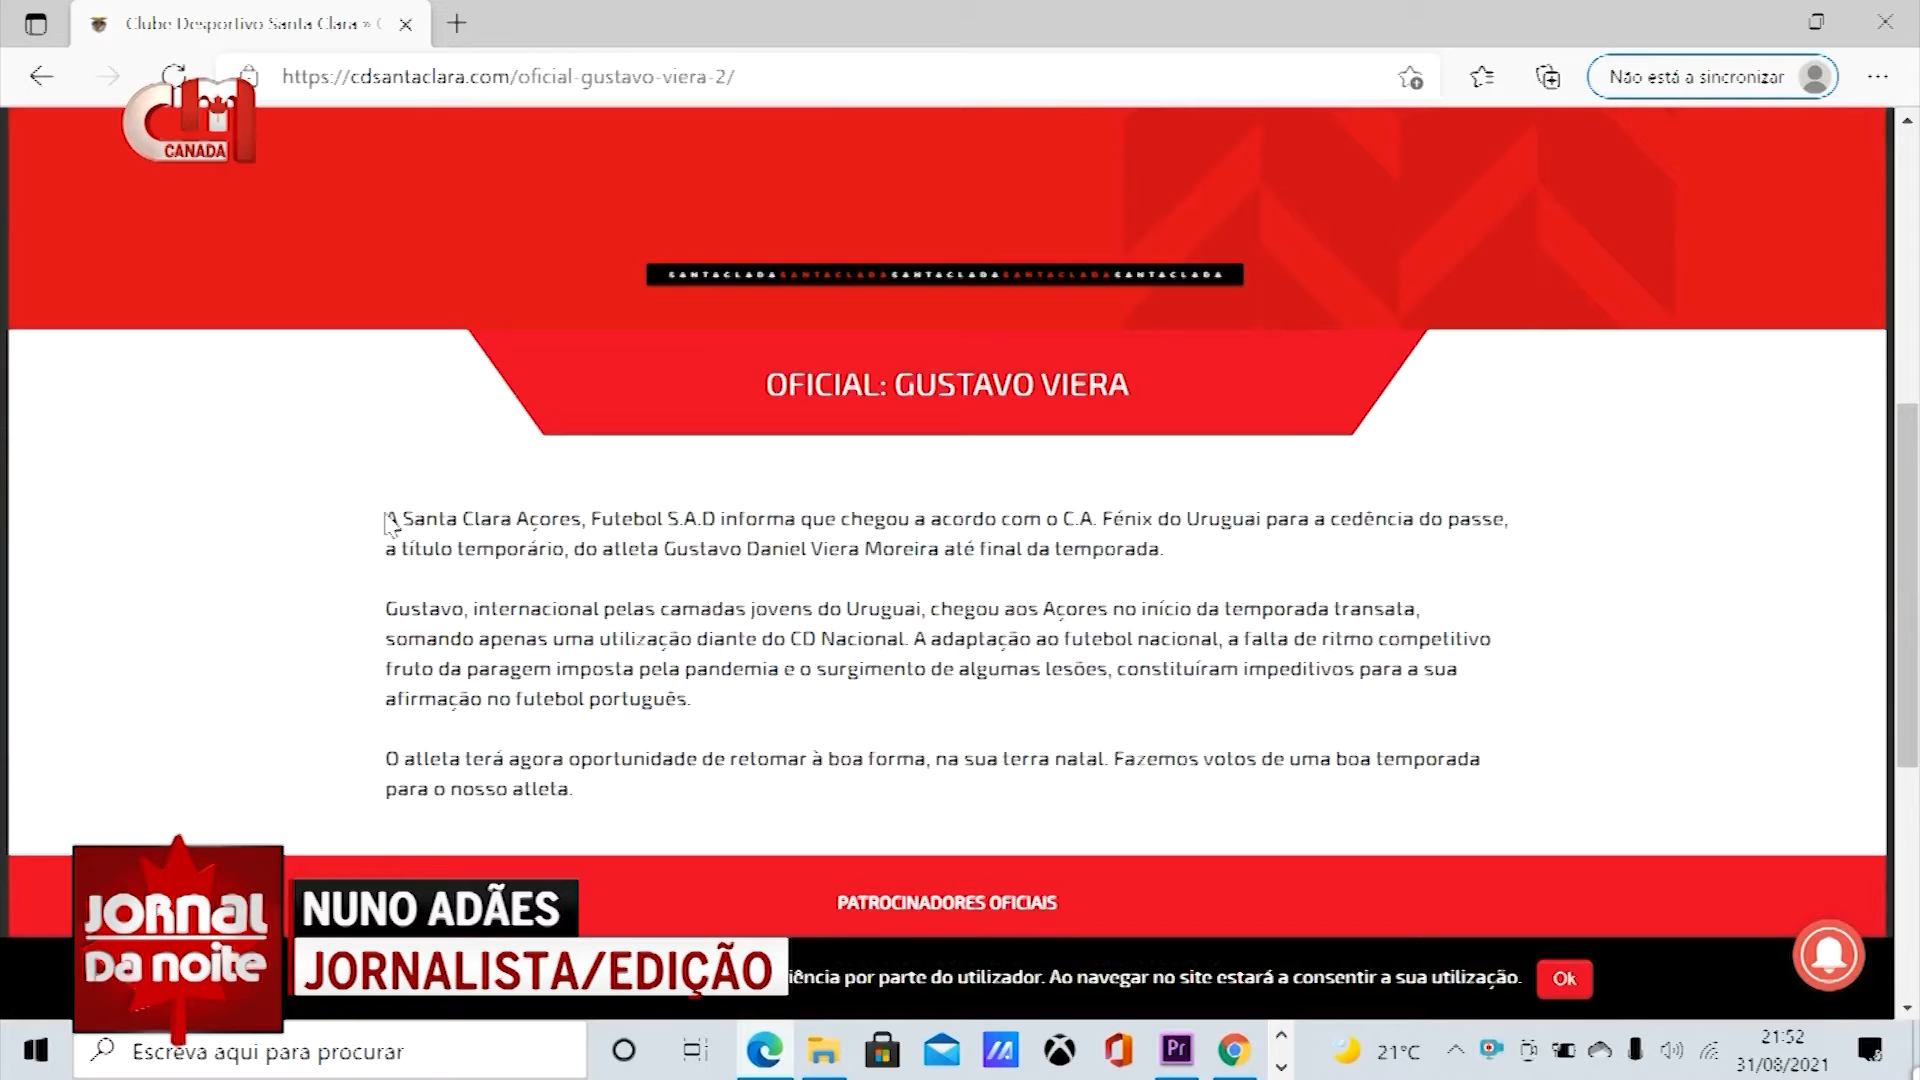 Clube Desportivo Santa Clara » C
https://cdsantaclara.com/oficial-gustavo-viera-2/
Não está a sincronizar
CANADA
SANTACLARASANTACLARASANTACLARASANTACLARASANTACLARA
OFICIAL: GUSTAVO VIERA
A Santa Clara Açores, Futebol S.A.D informa que chegou a acordo com o C.A. Fénix do Uruguai para a cedência do passe,
a título temporário, do atleta Gustavo Daniel Viera Moreira até final da temporada.
Gustavo, internacional pelas camadas jovens do Uruguai, chegou aos Açores no início da temporada transata,
somando apenas uma utilização diante do CD Nacional. A adaptação ao futebol nacional, a falta de ritmo competitivo
fruto da paragem imposta pela pandemia e o surgimento de algumas lesões, constituíram impeditivos para a sua
afirmação no futebol português.
O atleta terá agora oportunidade de retomar à boa forma, na sua terra natal. Fazemos votos de uma boa temporada
para o nosso atleta.
PATROCINADORES OFICIAIS
JORNAL
DA NOITE
NUNO ADÃES
JORNALISTA/EDIÇÃO
iência por parte do utilizador. Ao navegar no site estará a consentir a sua utilização.
Ok
Escreva aqui para procurar
Pr
21°C
21:52
31/08/2021